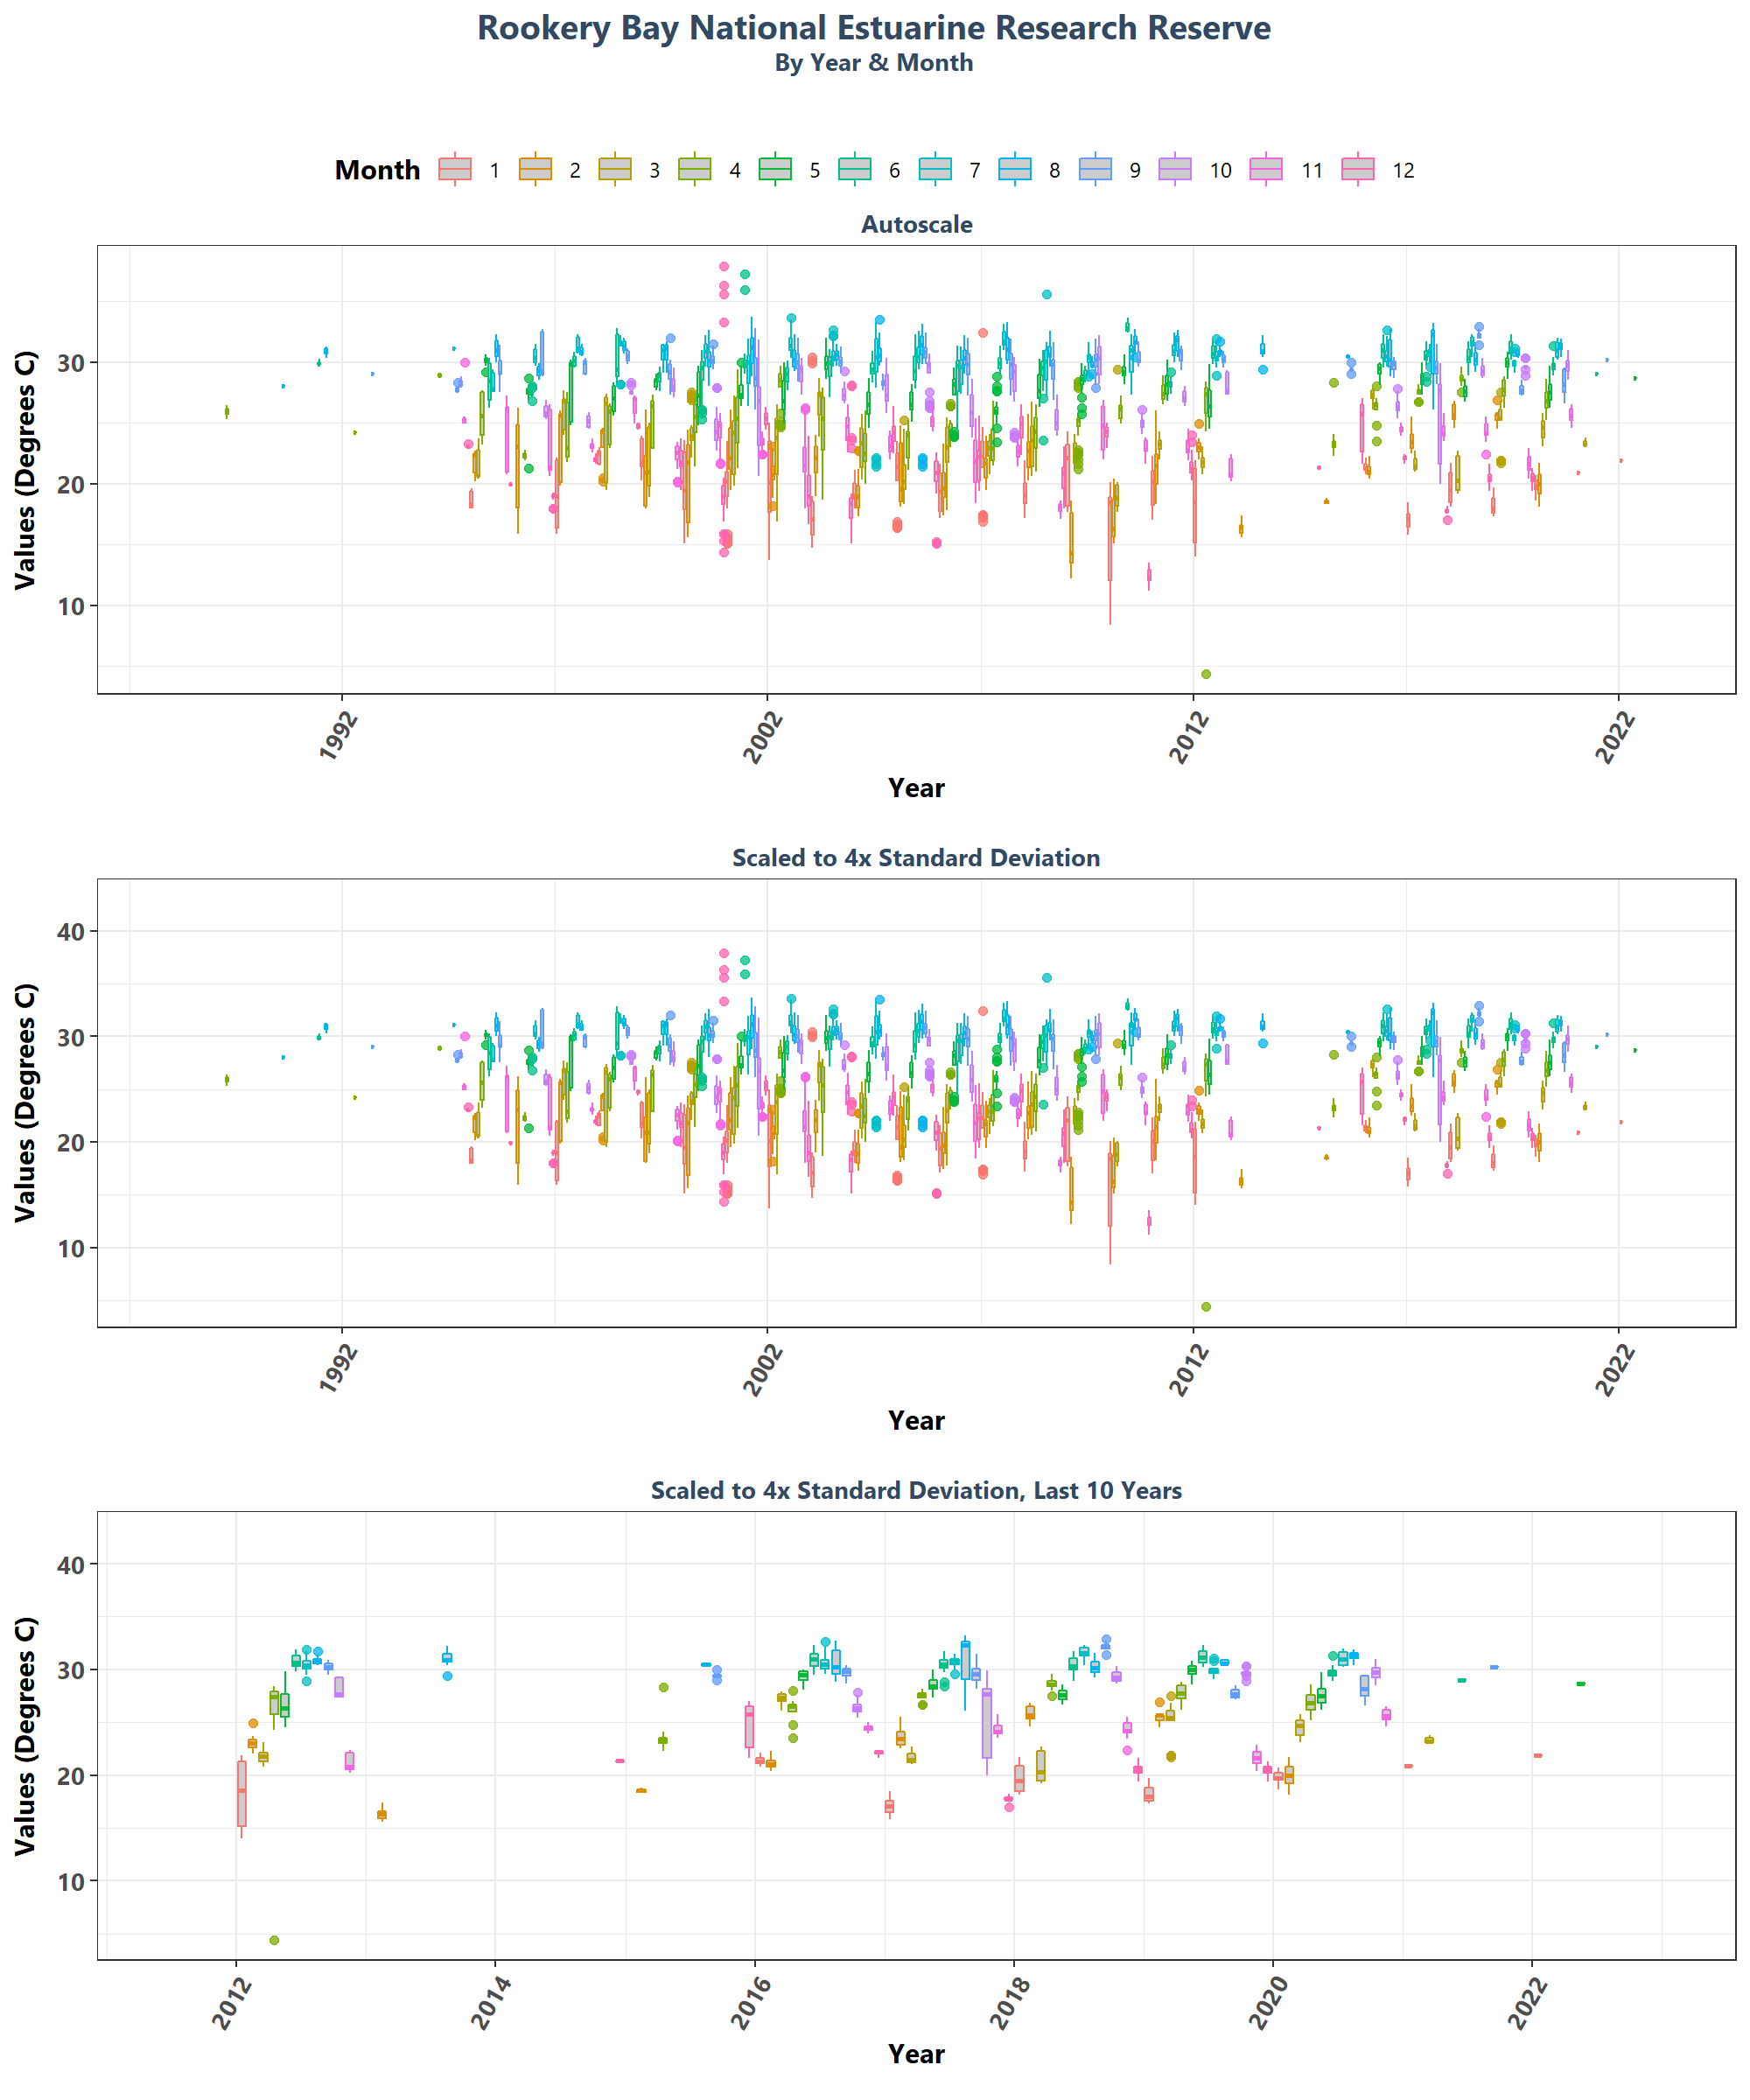 Rookery Bay National Estuarine Research Reserve
By Year & Month
Month 1 2 3 4 5 6 7 8 9 10 11 12
Autoscale
Values (Degrees C)
30
20
10
1992 2002 2012 2022
Year
Scaled to 4x Standard Deviation
Values (Degrees C)
40
30
20
10
1992 2002 2012 2022
Year
Scaled to 4x Standard Deviation, Last 10 Years
Values (Degrees C)
40
30
20
10
2012 2014 2016 2018 2020 2022
Year